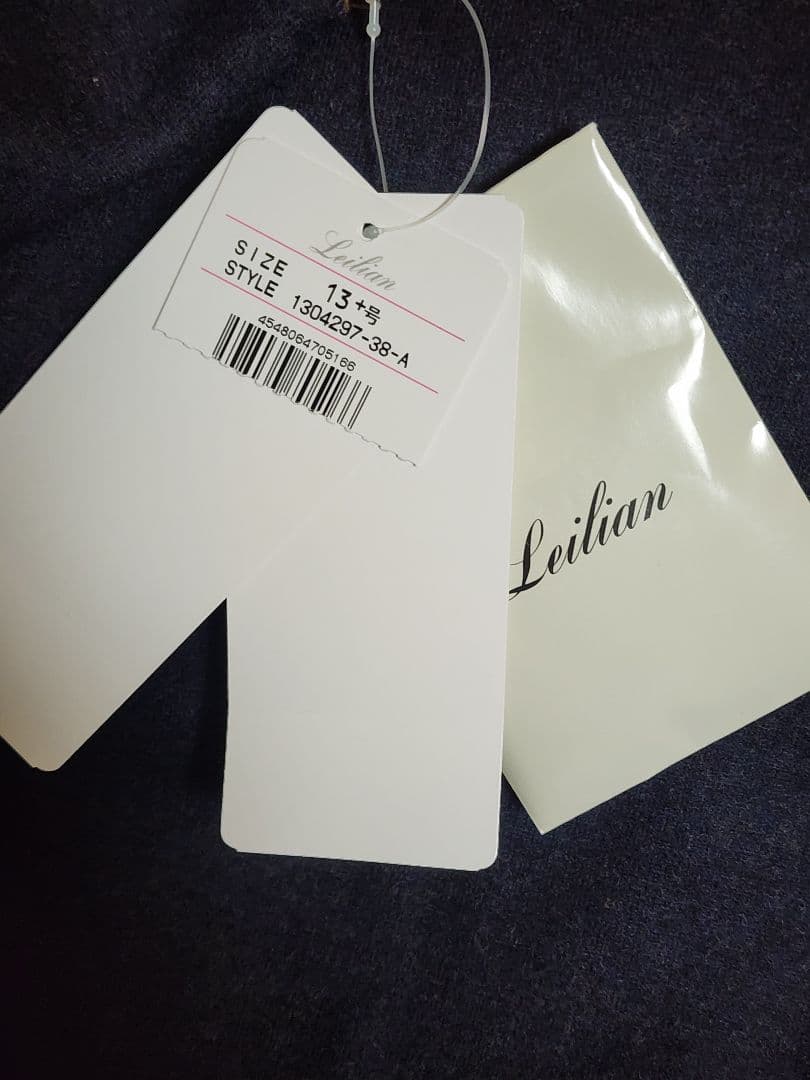 Leilian
SIZE 13+号
STYLE 1304297-38-A
4548064705166
Leilian